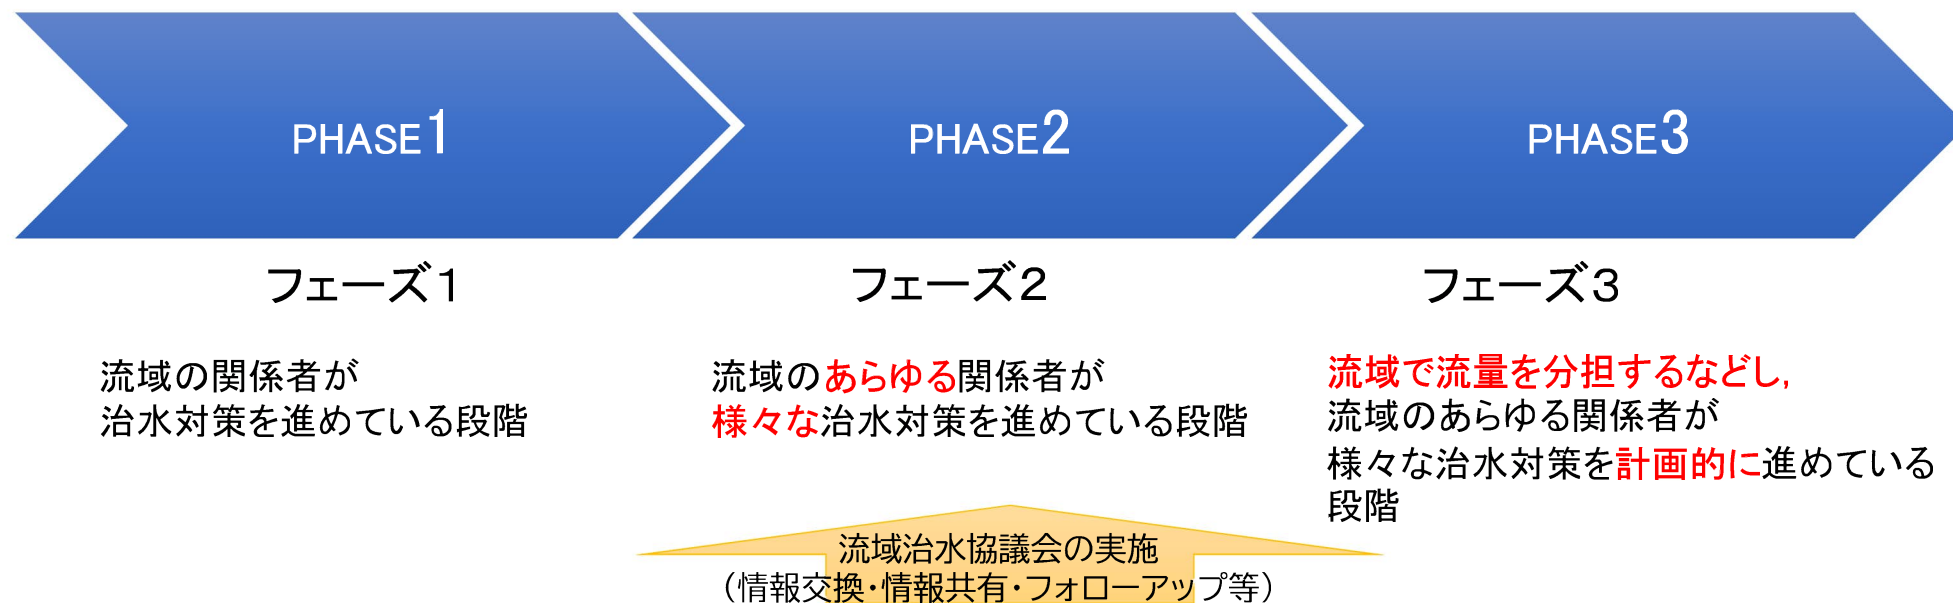 PHASE1
PHASE2
PHASE3
フェーズ1
流域の関係者が
治水対策を進めている段階
フェーズ2
流域のあらゆる関係者が
様々な治水対策を進めている段階
フェーズ3
流域で流量を分担するなどし,
流域のあらゆる関係者が
様々な治水対策を計画的に進めている
段階
流域治水協議会の実施
（情報交換・情報共有・フォローアップ等）